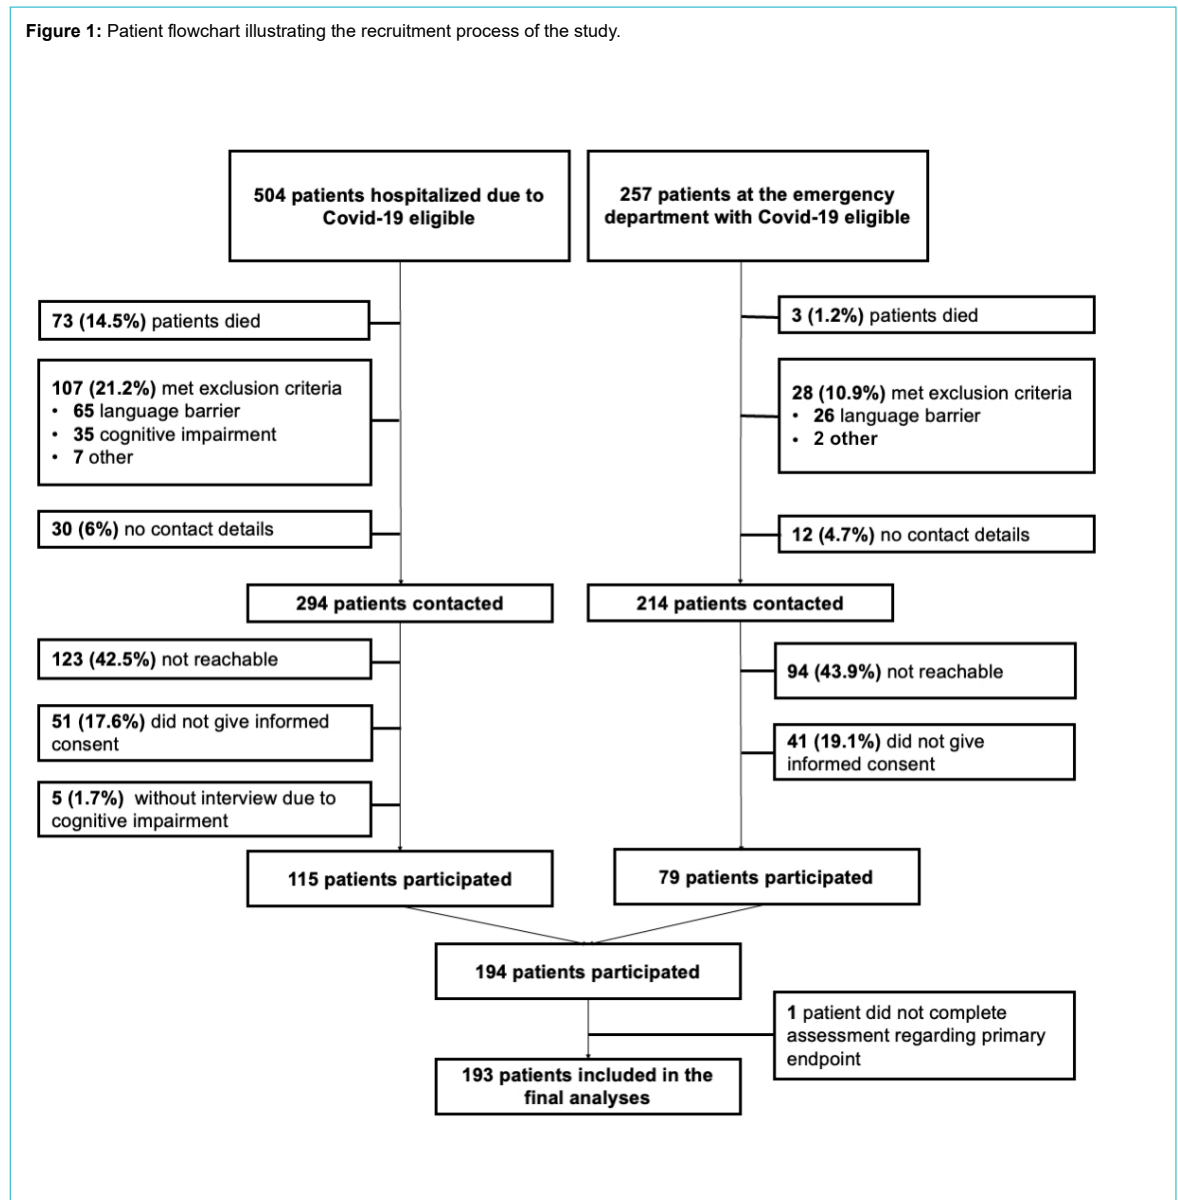 Figure 1: Patient flowchart illustrating the recruitment process of the study.
504 patients hospitalized due to
Covid-19 eligible
257 patients at the emergency
department with Covid-19 eligible
73 (14.5%) patients died
3 (1.2%) patients died
107 (21.2%) met exclusion criteria
• 65 language barrier
• 35 cognitive impairment
• 7 other
28 (10.9%) met exclusion criteria
• 26 language barrier
• 2 other
30 (6%) no contact details
12 (4.7%) no contact details
294 patients contacted
214 patients contacted
123 (42.5%) not reachable
94 (43.9%) not reachable
51 (17.6%) did not give informed
consent
41 (19.1%) did not give
informed consent
5 (1.7%) without interview due to
cognitive impairment
115 patients participated
79 patients participated
194 patients participated
1 patient did not complete
assessment regarding primary
endpoint
193 patients included in the
final analyses